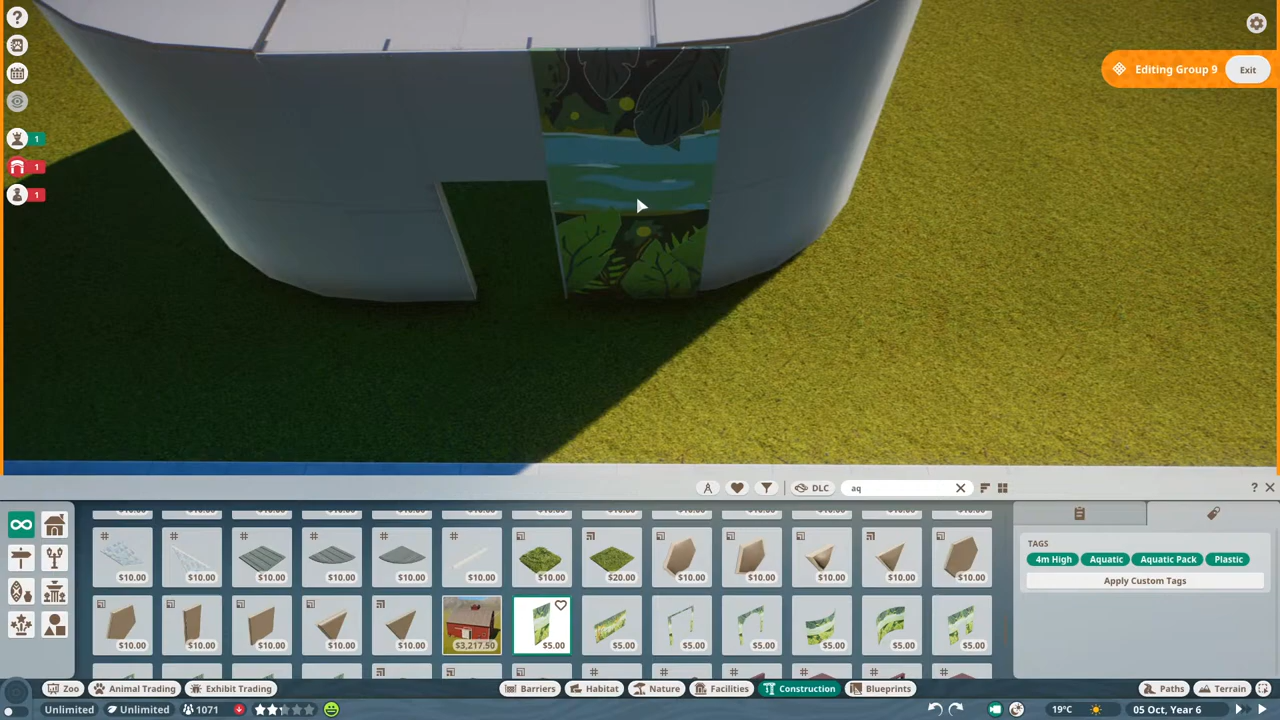 Editing Group 9
Exit
1
1
1
DLC
aq
?
$10.00 $10.00 $10.00 $10.00 $10.00 $10.00 $10.00 $20.00 $10.00 $10.00 $10.00 $10.00 $10.00
$10.00 $10.00 $10.00 $10.00 $10.00 $3,217.50 $5.00 $5.00 $5.00 $5.00 $5.00 $5.00 $5.00
TAGS
4m High Aquatic Aquatic Pack Plastic
Apply Custom Tags
Zoo Animal Trading Exhibit Trading Barriers Habitat Nature Facilities Construction Blueprints Paths Terrain
Unlimited Unlimited 1071 19°C 05 Oct, Year 6